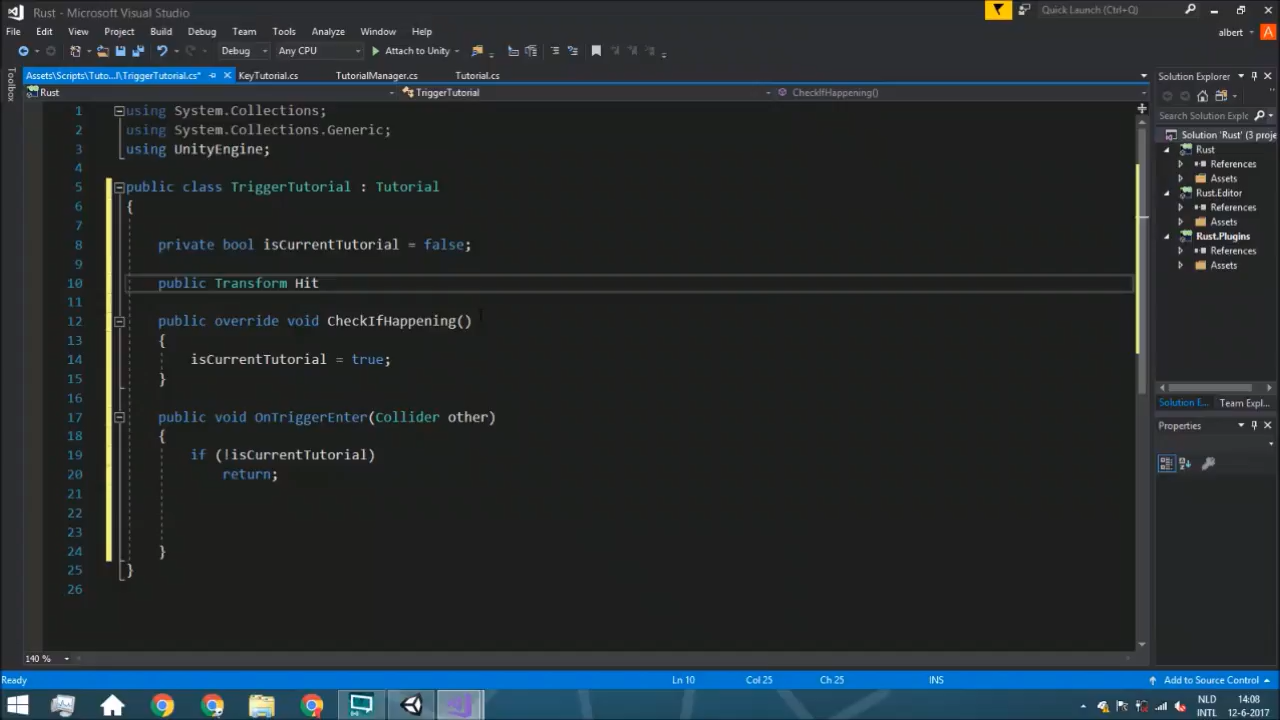 Rust - Microsoft Visual Studio
Quick Launch (Ctrl+Q)
File Edit View Project Build Debug Team Tools Analyze Window Help
albert A
Debug Any CPU Attach to Unity
Toolbox
Assets\Scripts\Tuto...l\TriggerTutorial.cs* KeyTutorial.cs TutorialManager.cs Tutorial.cs
Rust TriggerTutorial CheckIfHappening()
1 using System.Collections;
2 using System.Collections.Generic;
3 using UnityEngine;
4
5 public class TriggerTutorial : Tutorial
6 {
7
8 private bool isCurrentTutorial = false;
9
10 public Transform Hit
11
12 public override void CheckIfHappening()
13 {
14 isCurrentTutorial = true;
15 }
16
17 public void OnTriggerEnter(Collider other)
18 {
19 if (!isCurrentTutorial)
20 return;
21
22
23
24 }
25 }
26
140 %
Solution Explorer
Search Solution Explo
Solution 'Rust' (3 proje
Rust
References
Assets
Rust.Editor
References
Assets
Rust.Plugins
References
Assets
Solution E... Team Expl...
Properties
Ready Ln 10 Col 25 Ch 25 INS Add to Source Control
NLD 14:08
INTL 12-6-2017